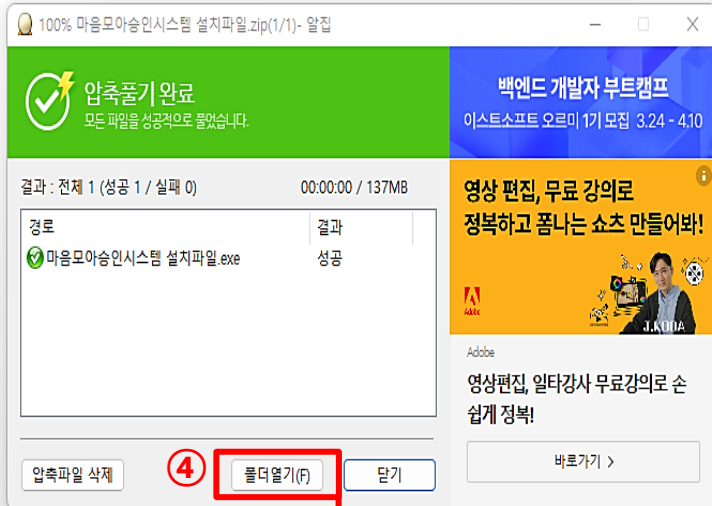 100% 마음모아승인시스템 설치파일.zip(1/1)- 알집
압축풀기 완료
모든 파일을 성공적으로 풀었습니다.
결과 : 전체 1 (성공 1 / 실패 0)
00:00:00 / 137MB
경로
결과
마음모아승인시스템 설치파일.exe
성공
압축파일 삭제
④
폴더열기(F)
닫기
백엔드 개발자 부트캠프
이스트소프트 오르미 1기 모집 3.24 - 4.10
영상 편집, 무료 강의로
정복하고 폼나는 쇼츠 만들어봐!
Adobe
J.KODA
Adobe
영상편집, 일타강사 무료강의로 손
쉽게 정복!
바로가기 >